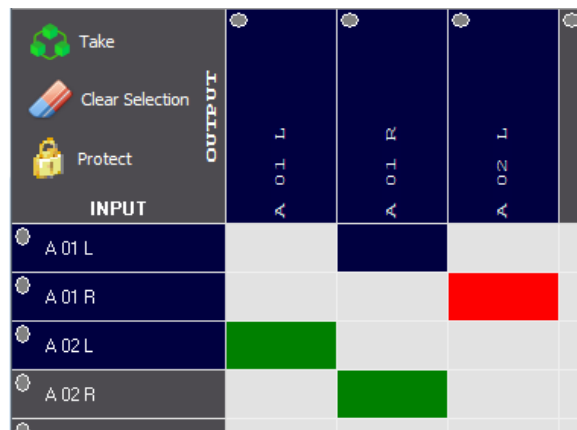 Take
Clear Selection
Protect
OUTPUT
INPUT
A 01 L
A 01 R
A 02 L
A 01 L
A 01 R
A 02 L
A 02 R